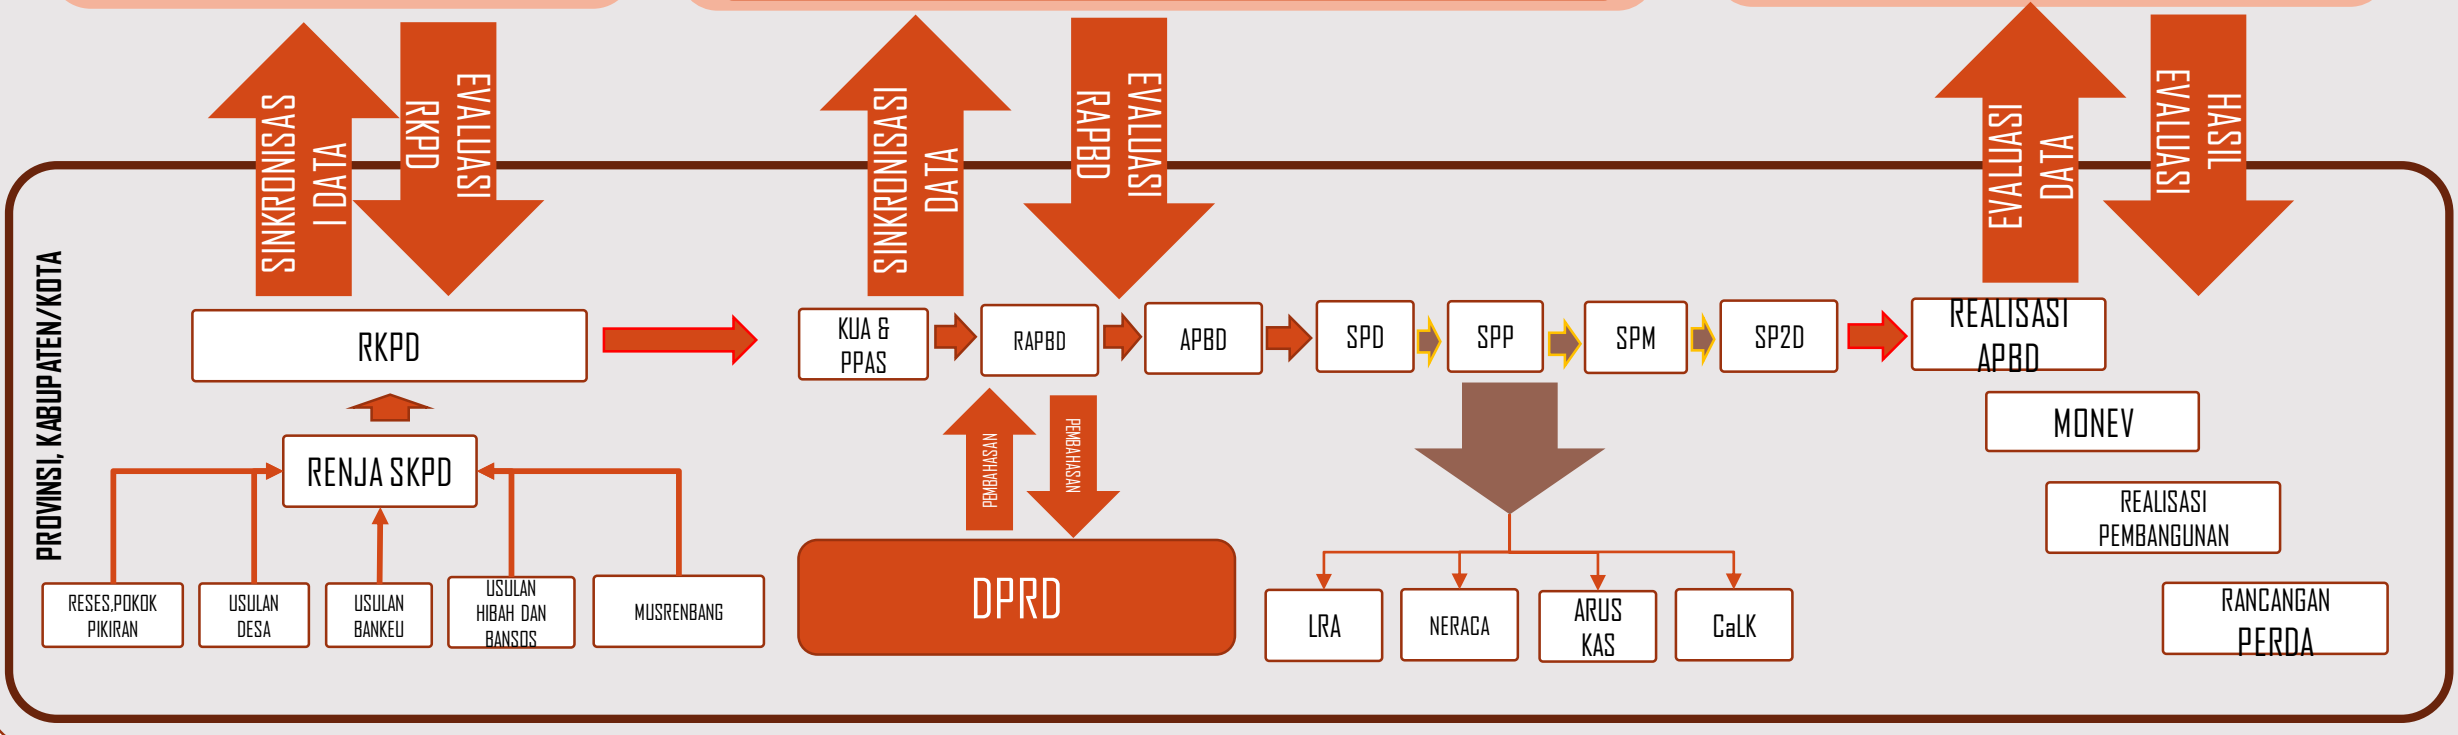 SINKRONISAS
I DATA
EVALUASI
RKPD
SINKRONISASI
DATA
EVALUASI
RAPBD
EVALUASI
DATA
HASIL
EVALUASI
PROVINSI, KABUPATEN/KOTA
RKPD
KUA &
PPAS
RAPBD
APBD
SPD
SPP
SPM
SP2D
REALISASI
APBD
MONEV
RENJA SKPD
PEMBAHASAN
PEMBAHASAN
REALISASI
PEMBANGUNAN
RESES,POKOK
PIKIRAN
USULAN
DESA
USULAN
BANKEU
USULAN
HIBAH DAN
BANSOS
MUSRENBANG
DPRD
LRA
NERACA
ARUS
KAS
CaLK
RANCANGAN
PERDA